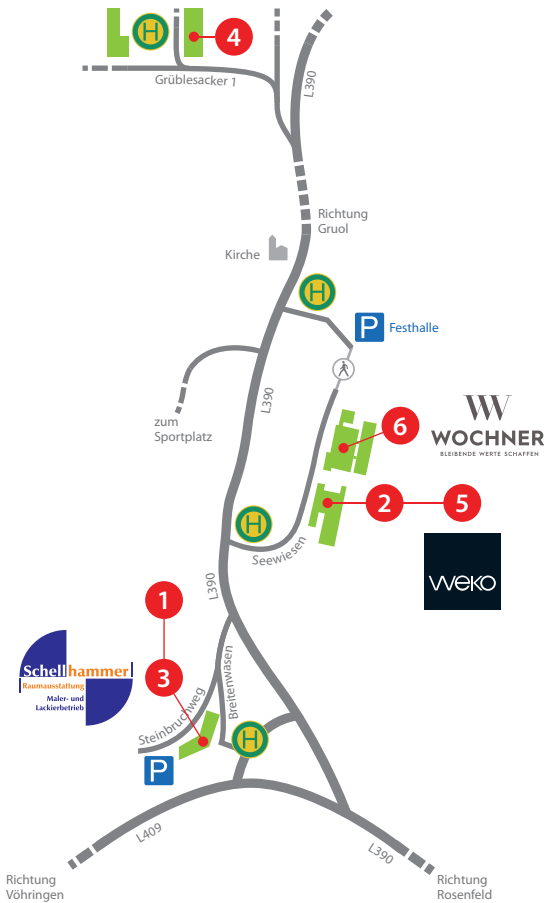 H
4
Grüblesacker 1
L390
Richtung
Gruol
Kirche
H
P
Festhalle
L390
zum
Sportplatz
6
WOCHNER
BLEIBENDE WERTE SCHAFFEN
2
5
H
Seewiesen
weko
L390
1
Schellhammer
Raumausstattung
Maler- und
Lackierbetrieb
3
Breitenwasen
Steinbruchweg
H
P
L409
L390
Richtung
Vöhringen
Richtung
Rosenfeld